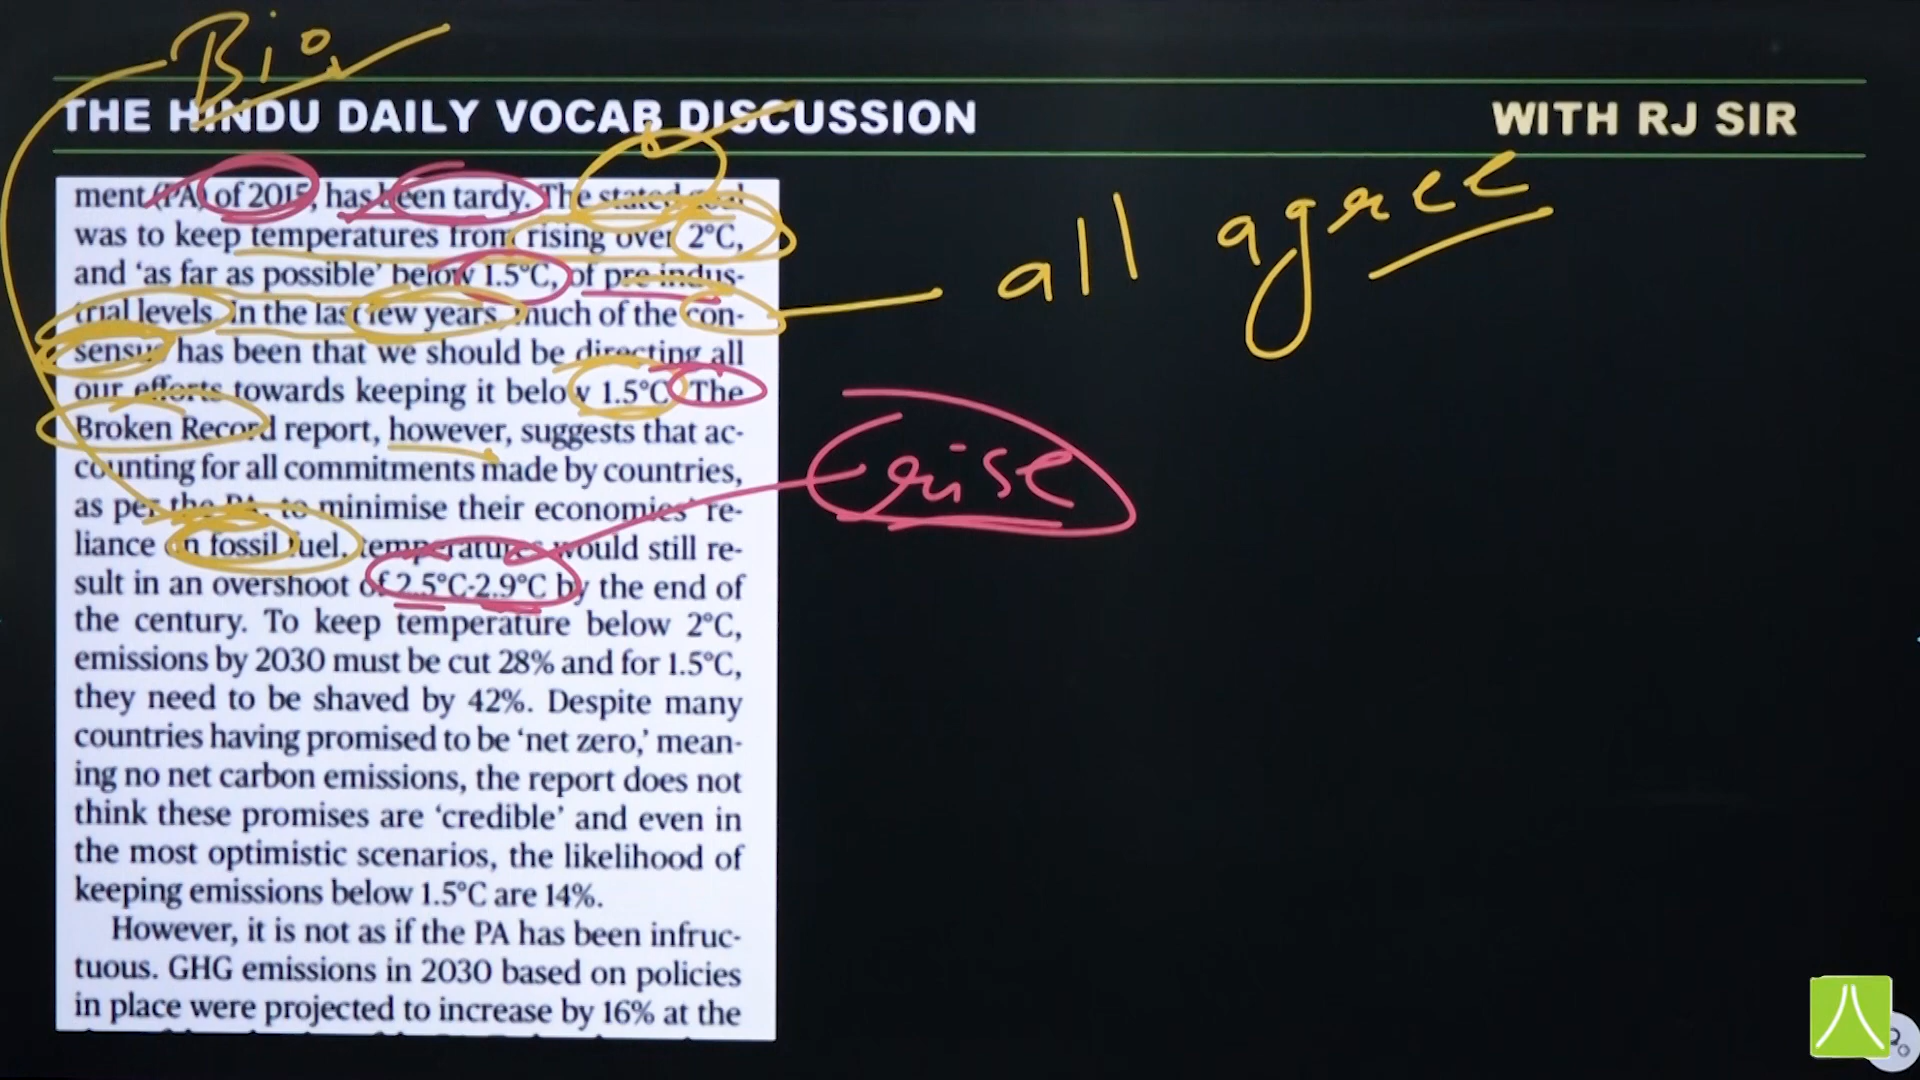 Bio
THE HINDU DAILY VOCAB DISCUSSION
WITH RJ SIR
ment (PA) of 2015, has been tardy. The stated goal
was to keep temperatures from rising over 2°C,
and ‘as far as possible’ below 1.5°C, of pre-indus-
trial levels. In the last few years, much of the con-
sensus has been that we should be directing all
our efforts towards keeping it below 1.5°C. The
Broken Record report, however, suggests that ac-
counting for all commitments made by countries,
as per the PA, to minimise their economies’ re-
liance on fossil fuel, temperatures would still re-
sult in an overshoot of 2.5°C-2.9°C by the end of
the century. To keep temperature below 2°C,
emissions by 2030 must be cut 28% and for 1.5°C,
they need to be shaved by 42%. Despite many
countries having promised to be ‘net zero,’ mean-
ing no net carbon emissions, the report does not
think these promises are ‘credible’ and even in
the most optimistic scenarios, the likelihood of
keeping emissions below 1.5°C are 14%.
However, it is not as if the PA has been infruc-
tuous. GHG emissions in 2030 based on policies
in place were projected to increase by 16% at the
all agree
rise